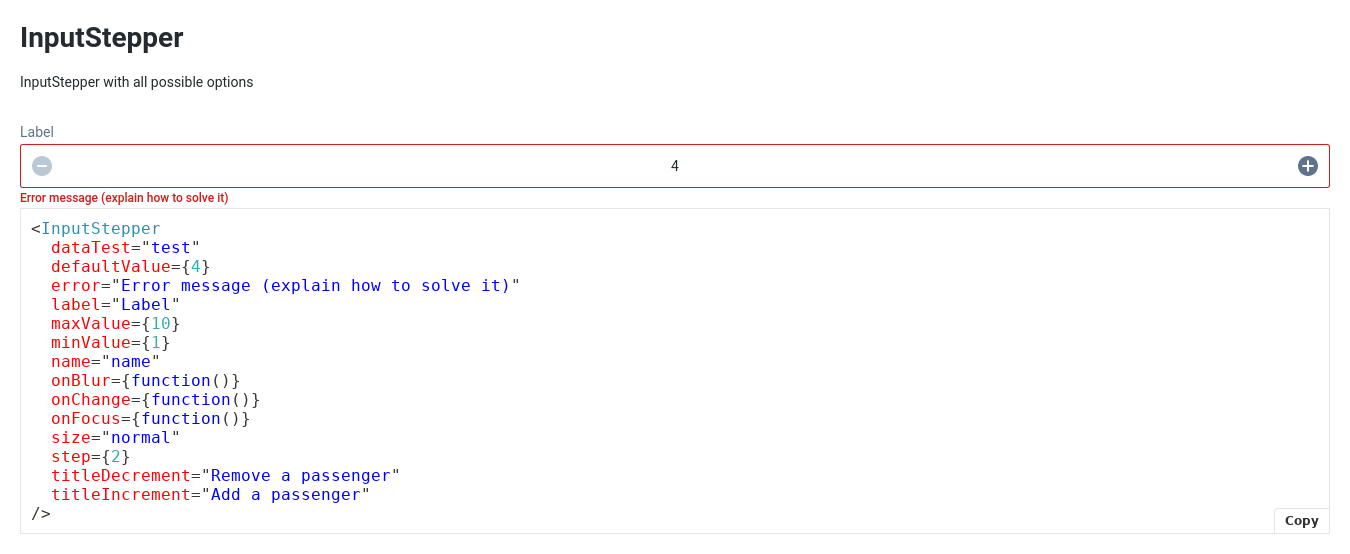 InputStepper
InputStepper with all possible options
Label
4
Error message (explain how to solve it)
<InputStepper
  dataTest="test"
  defaultValue={4}
  error="Error message (explain how to solve it)"
  label="Label"
  maxValue={10}
  minValue={1}
  name="name"
  onBlur={function()}
  onChange={function()}
  onFocus={function()}
  size="normal"
  step={2}
  titleDecrement="Remove a passenger"
  titleIncrement="Add a passenger"
/>
Copy